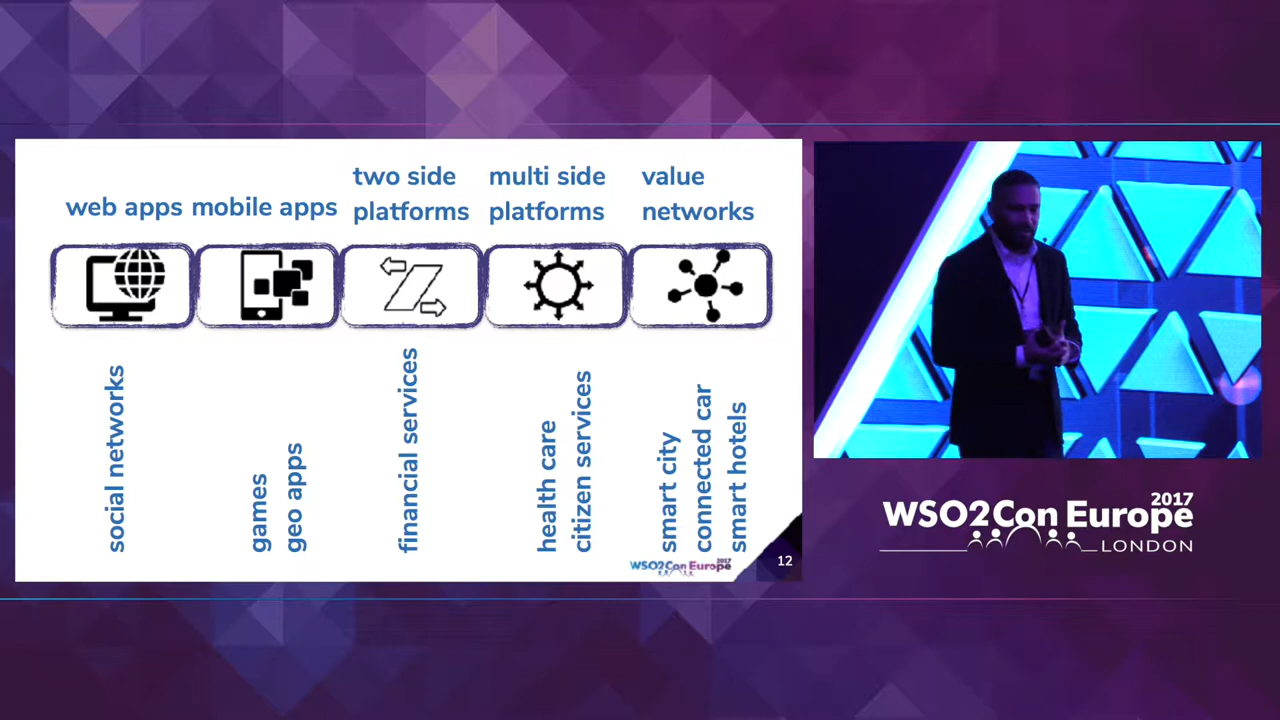 web apps
mobile apps
two side
platforms
multi side
platforms
value
networks
social networks
games
geo apps
financial services
health care
citizen services
smart city
connected car
smart hotels
WSO2Con Europe 2017
12
WSO2Con Europe 2017
LONDON